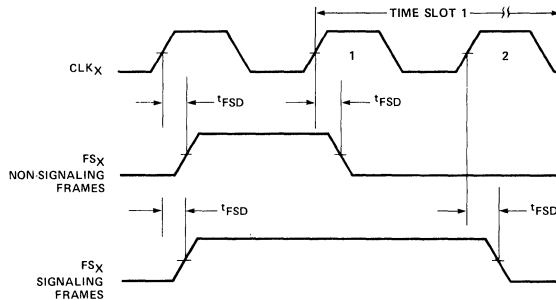 TIME SLOT 1
CLKX
1
2
tFSD
tFSD
FSX
NON-SIGNALING
FRAMES
tFSD
tFSD
FSX
SIGNALING
FRAMES